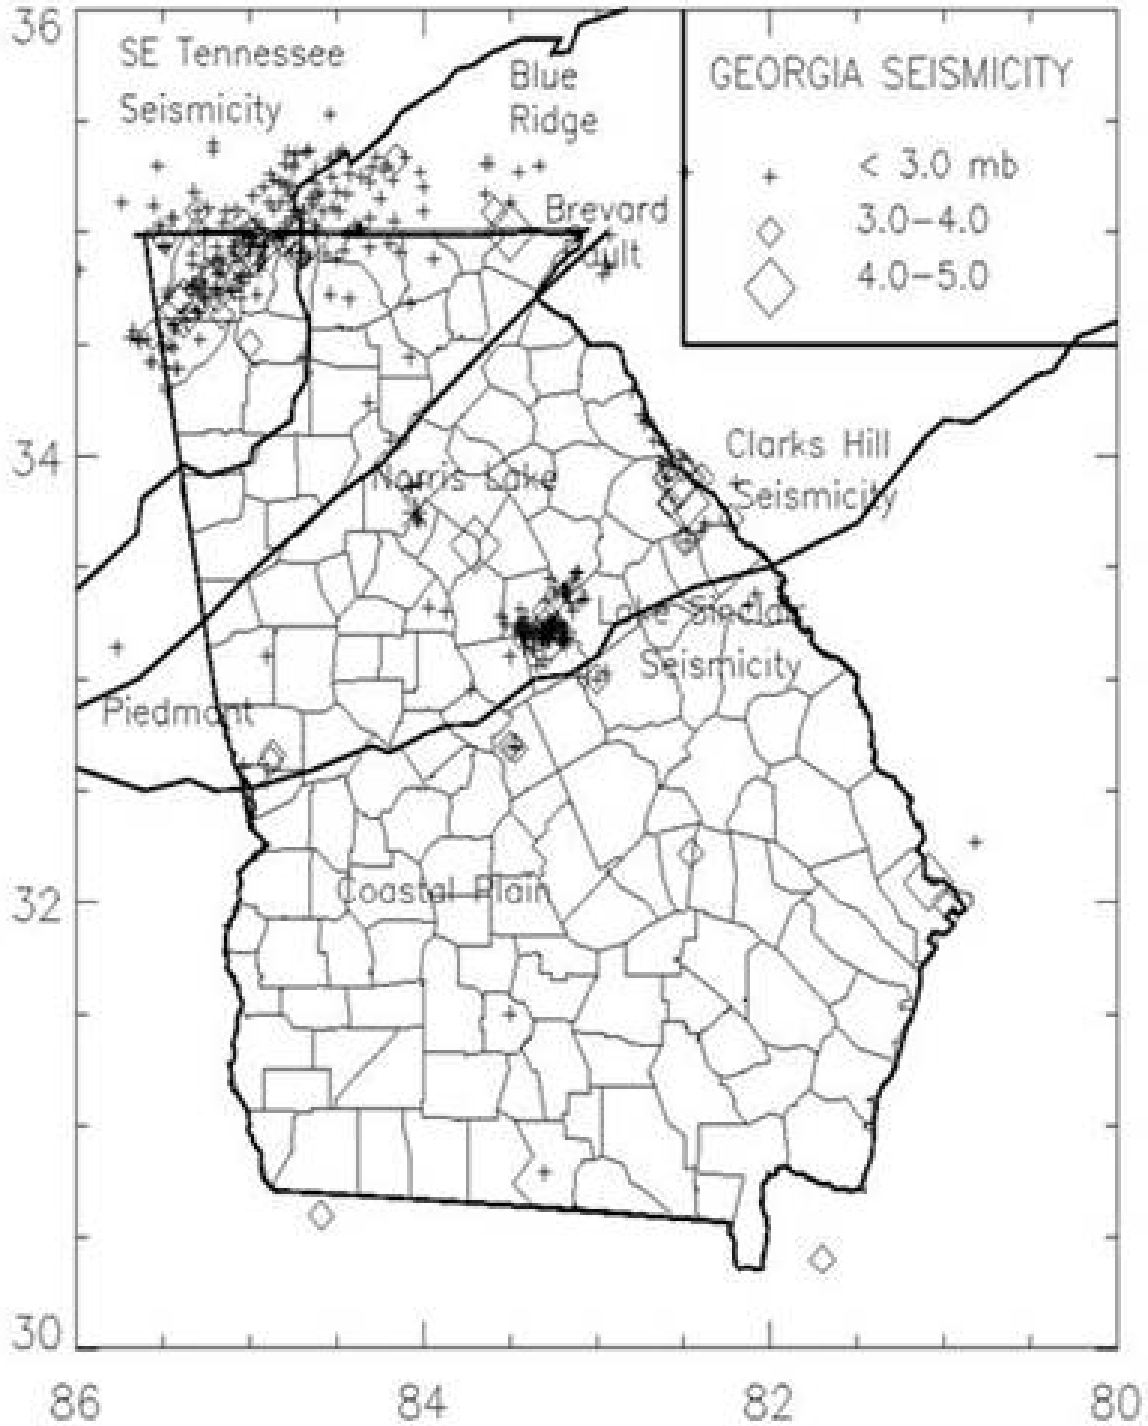 36
SE Tennessee
Seismicity
Blue
Ridge
GEORGIA SEISMICITY
< 3.0 mb
3.0-4.0
4.0-5.0
Brevard
34
Clarks Hill
Seismicity
Norris Lake
Lake Sinclair
Seismicity
Piedmont
32
Coastal Plain
30
86
84
82
80